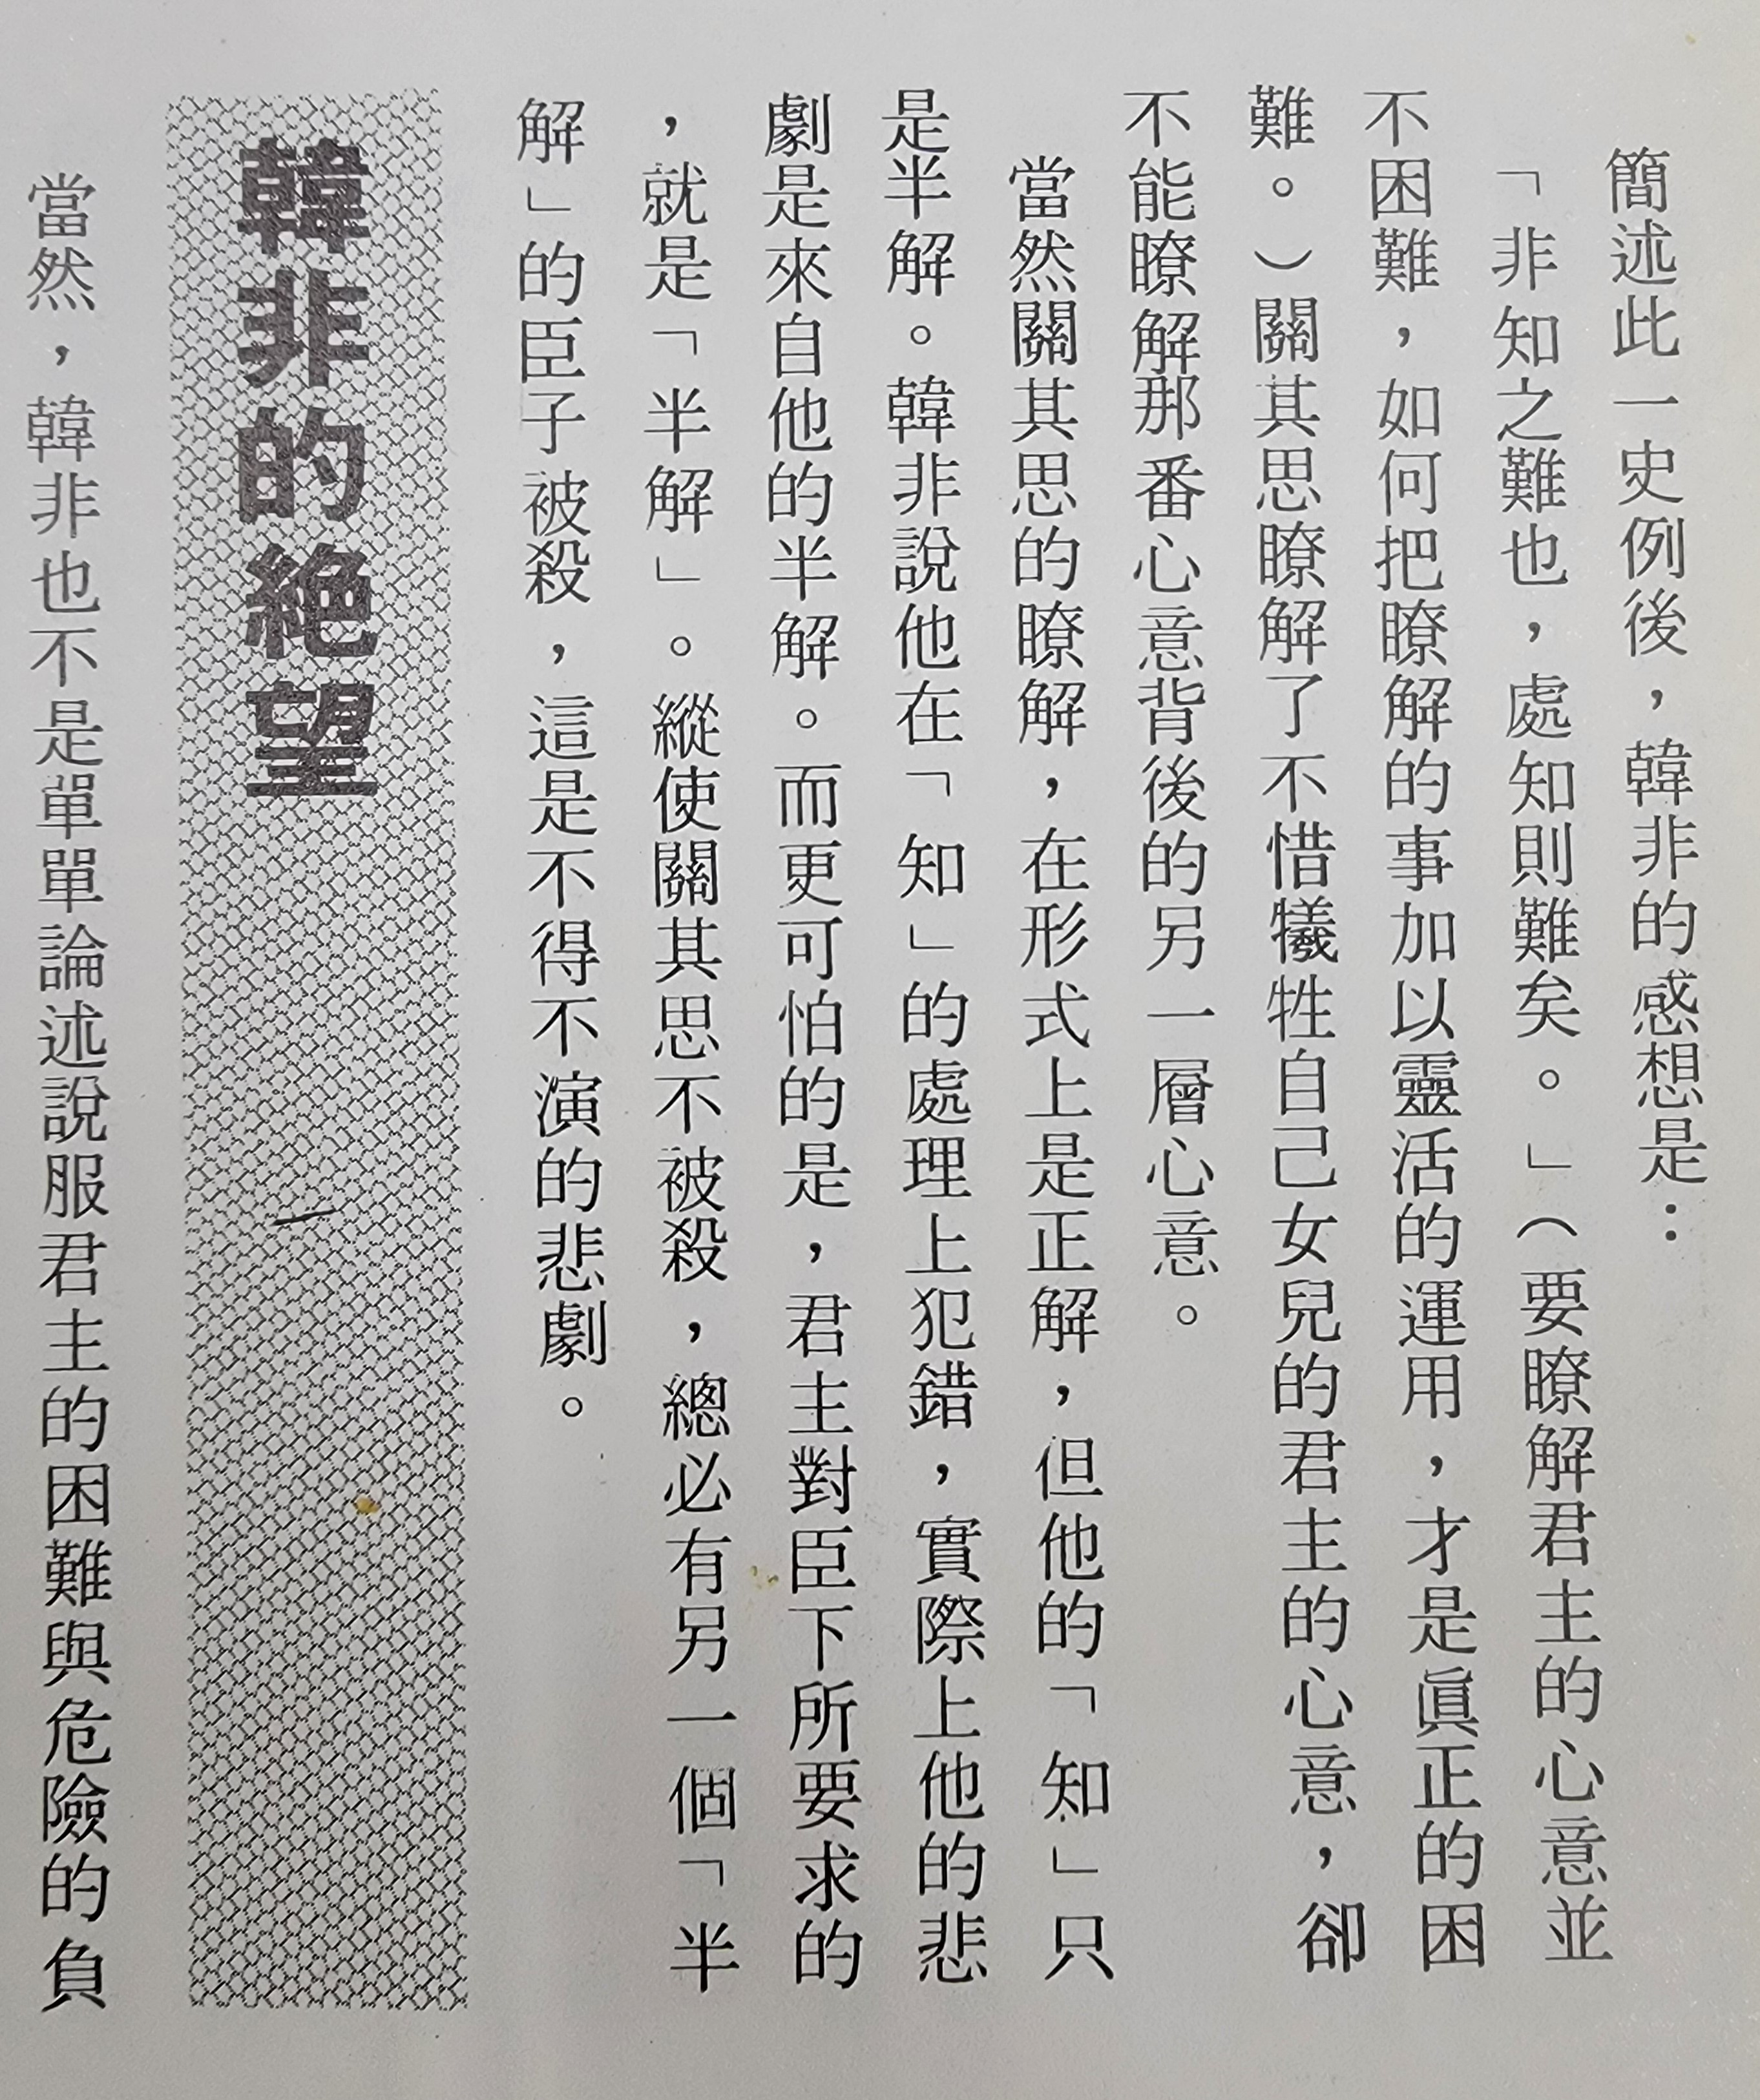 簡述此一史例後，韓非的感想是：
「非知之難也，處知則難矣。」（要瞭解君主的心意並
不困難，如何把瞭解的事加以靈活的運用，才是眞正的困
難。）關其思瞭解了不惜犧牲自己女兒的君主的心意，卻
不能瞭解那番心意背後的另一層心意。
當然關其思的瞭解，在形式上是正解，但他的「知」只
是半解。韓非說他在「知」的處理上犯錯，實際上他的悲
劇是來自他的半解。而更可怕的是，君主對臣下所要求的
，就是「半解」。縱使關其思不被殺，總必有另一個「半
解」的臣子被殺，這是不得不演的悲劇。
韓非的絕望
當然，韓非也不是單單論述說服君主的困難與危險的負